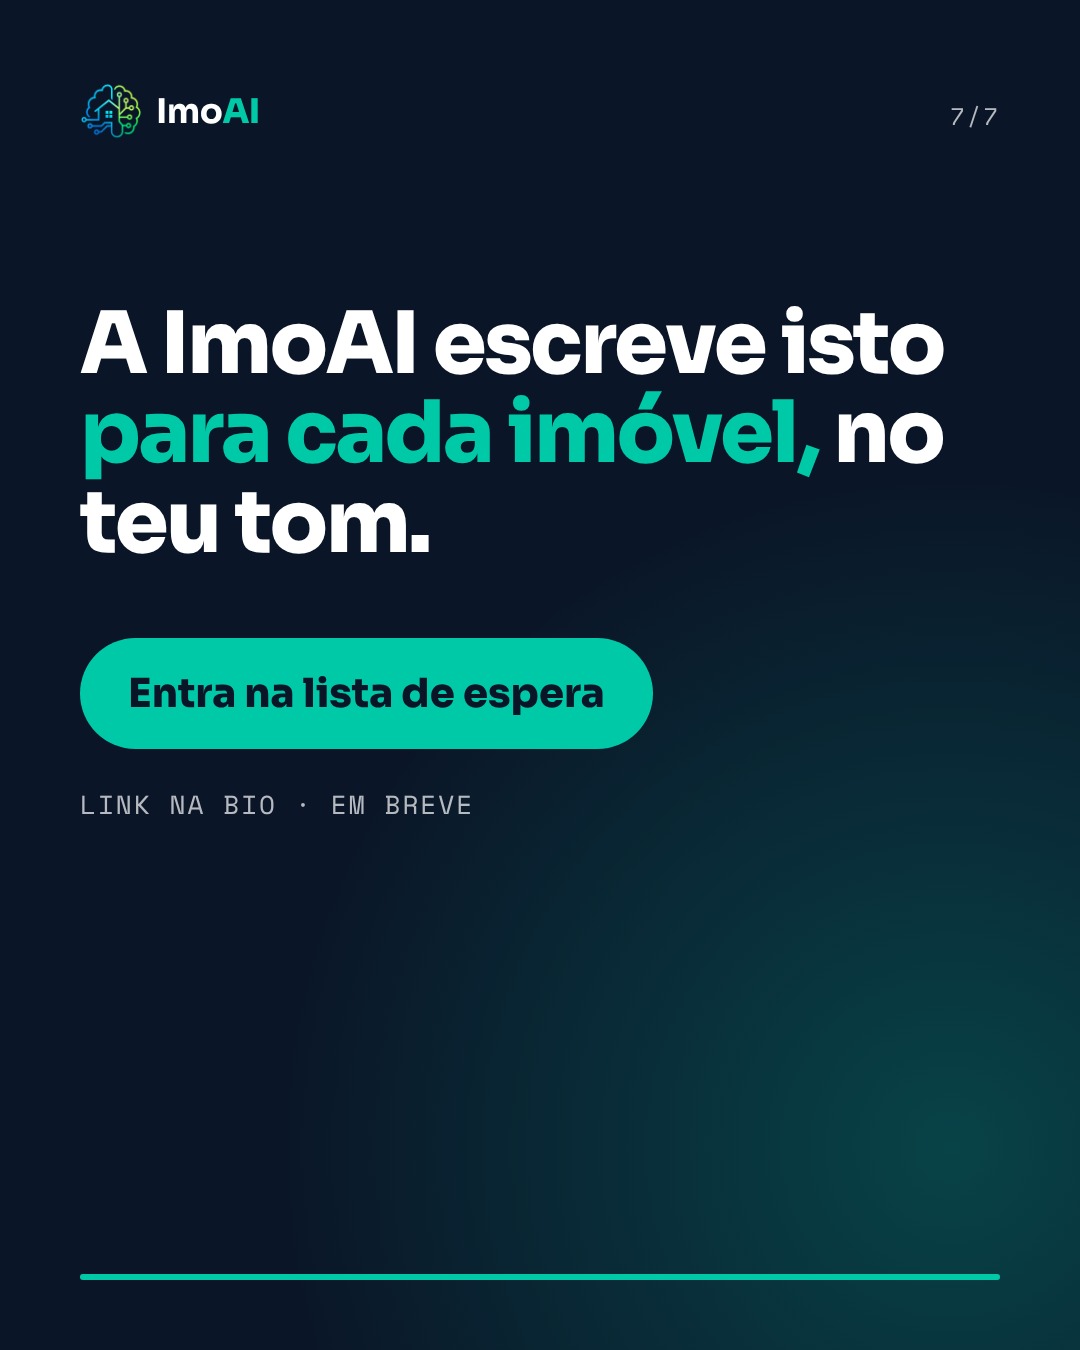 ImoAI
7/7
A ImoAI escreve isto
para cada imóvel, no
teu tom.
Entra na lista de espera
LINK NA BIO · EM BREVE